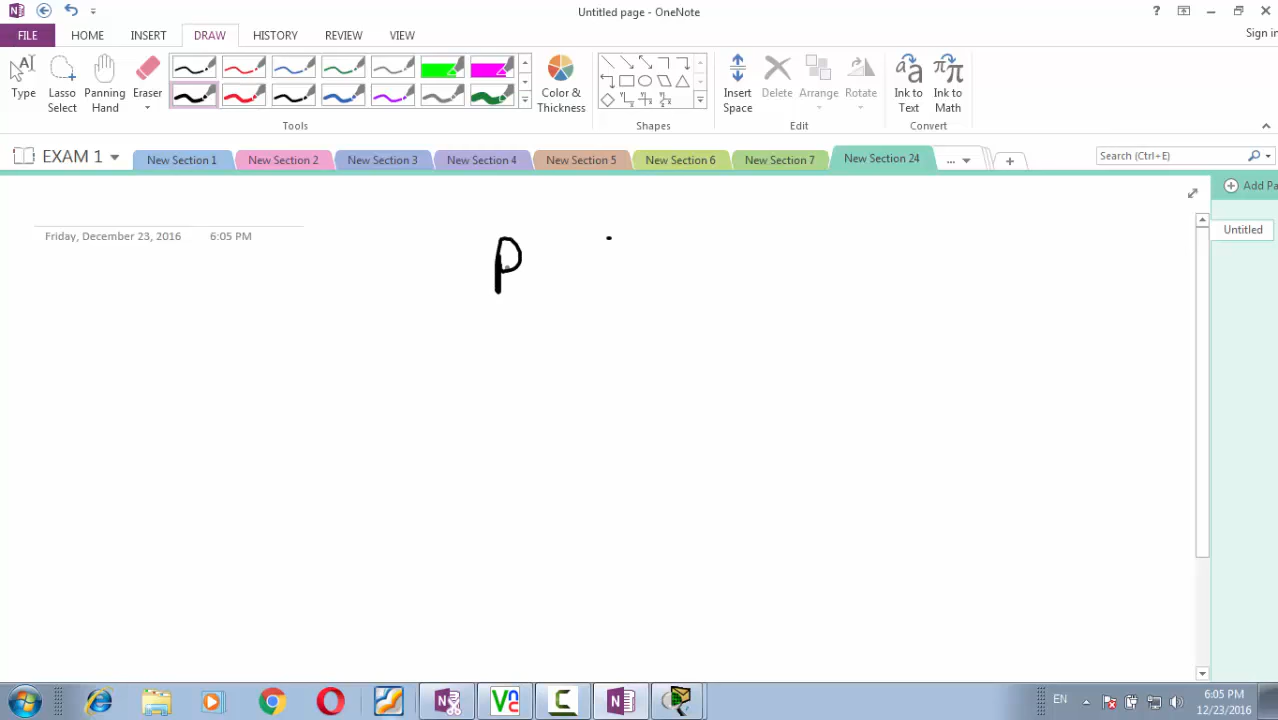 Untitled page - OneNote
?
Sign in
FILE HOME INSERT DRAW HISTORY REVIEW VIEW
Type
Lasso Select
Panning Hand
Eraser
Color & Thickness
Insert Space
Delete
Arrange
Rotate
Ink to Text
Ink to Math
Tools
Shapes
Edit
Convert
EXAM 1
New Section 1
New Section 2
New Section 3
New Section 4
New Section 5
New Section 6
New Section 7
New Section 24
...
Search (Ctrl+E)
Add Pa
Untitled
Friday, December 23, 2016 6:05 PM
P
EN
6:05 PM
12/23/2016